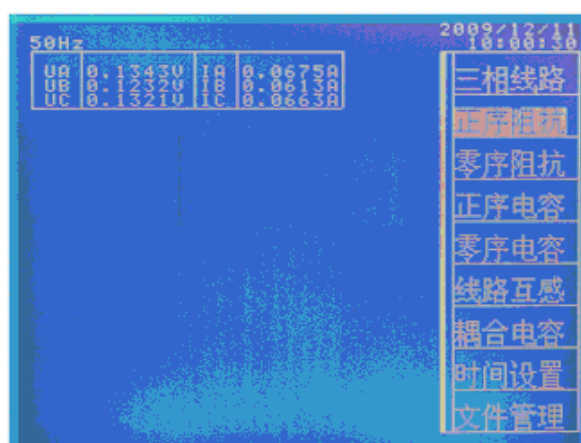 2009/12/11
50Hz 10:00:30
UA 0.1343V IA 0.0675A
UB 0.1232V IB 0.0613A
UC 0.1321V IC 0.0663A
三相线路
正序阻抗
零序阻抗
正序电容
零序电容
线路互感
耦合电容
时间设置
文件管理